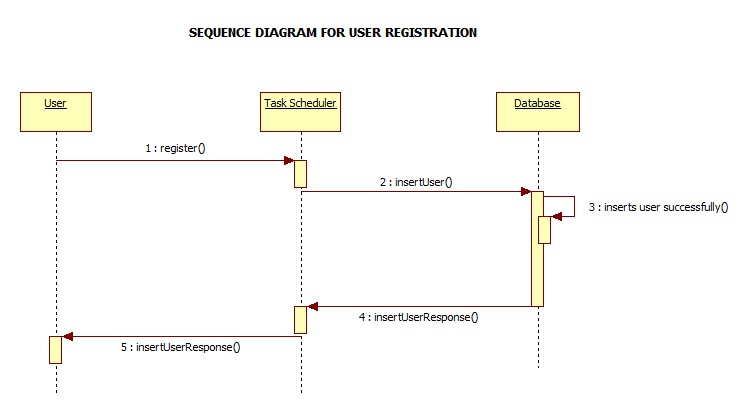 SEQUENCE DIAGRAM FOR USER REGISTRATION
User
Task Scheduler
Database
1 : register()
2 : insertUser()
3 : inserts user successfully()
4 : insertUserResponse()
5 : insertUserResponse()